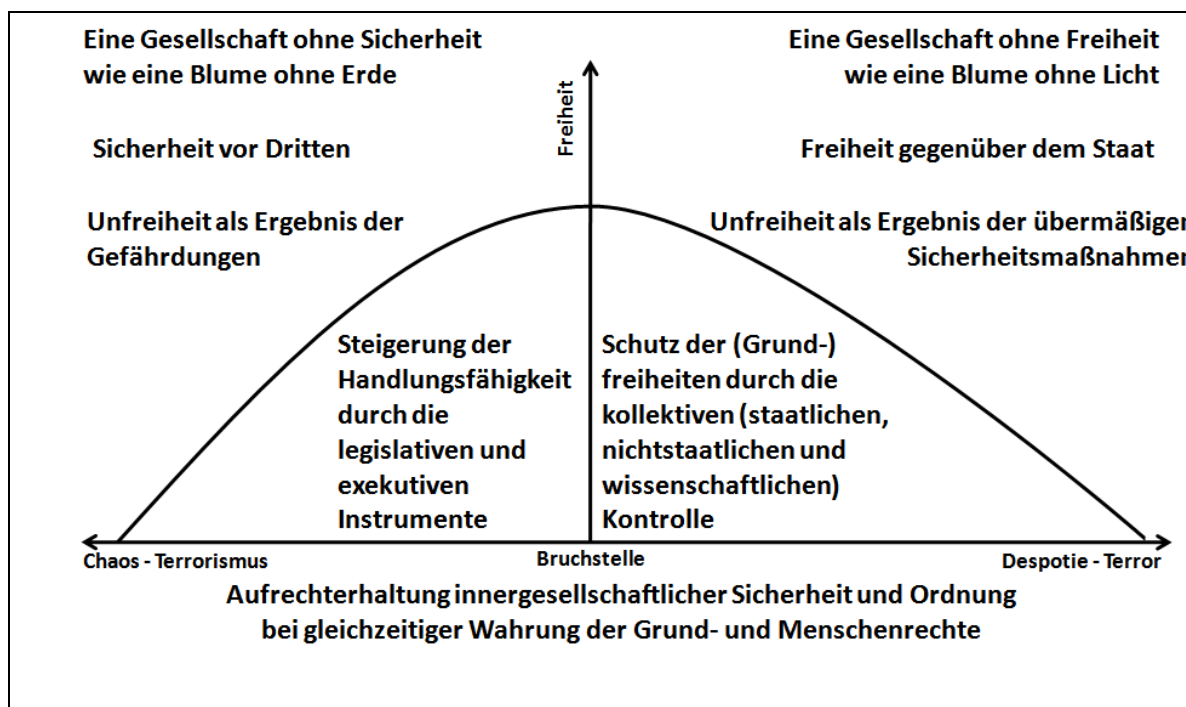 Eine Gesellschaft ohne Sicherheit
wie eine Blume ohne Erde
Eine Gesellschaft ohne Freiheit
wie eine Blume ohne Licht
Freiheit
Sicherheit vor Dritten
Freiheit gegenüber dem Staat
Unfreiheit als Ergebnis der
Gefährdungen
Unfreiheit als Ergebnis der übermäßigen
Sicherheitsmaßnahmen
Steigerung der
Handlungsfähigkeit
durch die
legislativen und
exekutiven
Instrumente
Schutz der (Grund-)
freiheiten durch die
kollektiven (staatlichen,
nichtstaatlichen und
wissenschaftlichen)
Kontrolle
Chaos - Terrorismus
Bruchstelle
Despotie - Terror
Aufrechterhaltung innergesellschaftlicher Sicherheit und Ordnung
bei gleichzeitiger Wahrung der Grund- und Menschenrechte